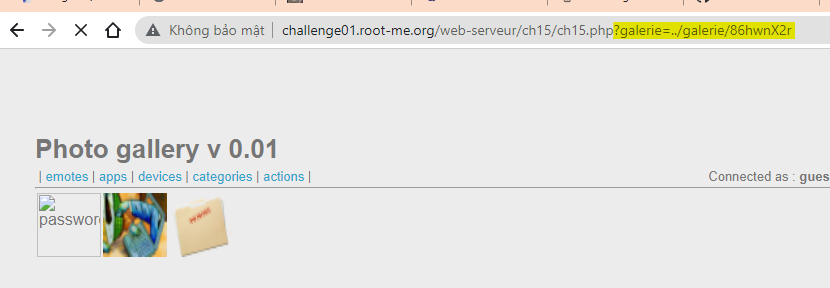 Không bảo mật | challenge01.root-me.org/web-serveur/ch15/ch15.php?galerie=../galerie/86hwnX2r
Photo gallery v 0.01
| emotes | apps | devices | categories | actions |
Connected as : gues
password